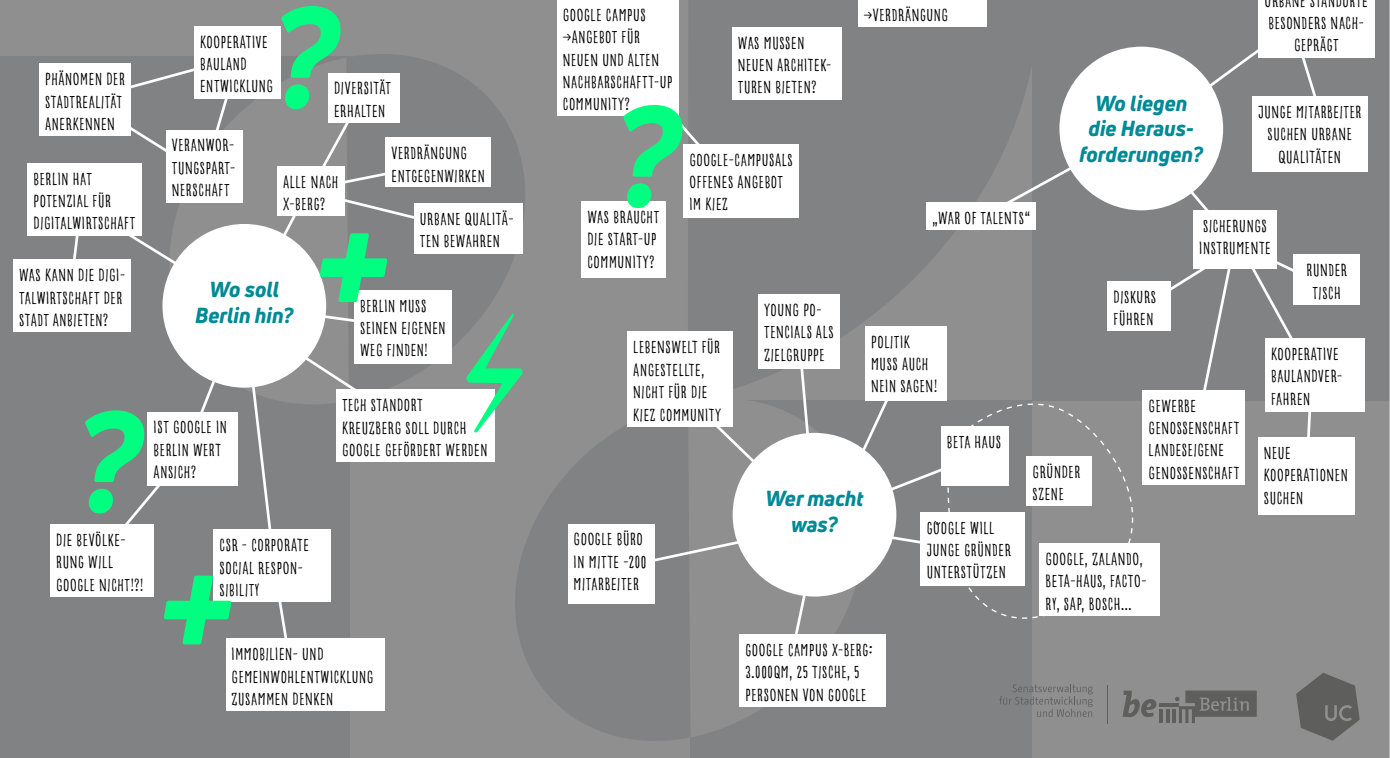 KOOPERATIVE
BAULAND
ENTWICKLUNG
PHÄNOMEN DER
STADTREALITÄT
ANERKENNEN
VERANWOR-
TUNGSPART-
NERSCHAFT
DIVERSITÄT
ERHALTEN
ALLE NACH
X-BERG?
VERDRÄNGUNG
ENTGEGENWIRKEN
URBANE QUALITÄ-
TEN BEWAHREN
BERLIN HAT
POTENZIAL FÜR
DIGITALWIRTSCHAFT
WAS KANN DIE DIGI-
TALWIRTSCHAFT DER
STADT ANBIETEN?
Wo soll
Berlin hin?
BERLIN MUSS
SEINEN EIGENEN
WEG FINDEN!
TECH STANDORT
KREUZBERG SOLL DURCH
GOOGLE GEFÖRDERT WERDEN
IST GOOGLE IN
BERLIN WERT
ANSICH?
DIE BEVÖLKE-
RUNG WILL
GOOGLE NICHT!?!
CSR - CORPORATE
SOCIAL RESPON-
SIBILITY
IMMOBILIEN- UND
GEMEINWOHLENTWICKLUNG
ZUSAMMEN DENKEN
GOOGLE CAMPUS
→ANGEBOT FÜR
NEUEN UND ALTEN
NACHBARSCHAFTT-UP
COMMUNITY?
GOOGLE-CAMPUSALS
OFFENES ANGEBOT
IM KIEZ
WAS BRAUCHT
DIE START-UP
COMMUNITY?
WAS MUSSEN
NEUEN ARCHITEK-
TUREN BIETEN?
→VERDRÄNGUNG
LEBENSWELT FÜR
ANGESTELLTE,
NICHT FÜR DIE
KIEZ COMMUNITY
YOUNG PO-
TENCIALS ALS
ZIELGRUPPE
POLITIK
MUSS AUCH
NEIN SAGEN!
Wer macht
was?
BETA HAUS
GRÜNDER
SZENE
GOOGLE WILL
JUNGE GRÜNDER
UNTERSTÜTZEN
GOOGLE, ZALANDO,
BETA-HAUS, FACTO-
RY, SAP, BOSCH...
GOOGLE BÜRO
IN MITTE -200
MITARBEITER
GOOGLE CAMPUS X-BERG:
3.000QM, 25 TISCHE, 5
PERSONEN VON GOOGLE
URBANE STANDORTE
BESONDERS NACH-
GEPRÄGT
JUNGE MITARBEITER
SUCHEN URBANE
QUALITÄTEN
Wo liegen
die Heraus-
forderungen?
„WAR OF TALENTS“
SICHERUNGS
INSTRUMENTE
RUNDER
TISCH
DISKURS
FÜHREN
KOOPERATIVE
BAULANDVER-
FAHREN
GEWERBE
GENOSSENSCHAFT
LANDESEIGENE
GENOSSENSCHAFT
NEUE
KOOPERATIONEN
SUCHEN
Senatsverwaltung
für Stadtentwicklung
und Wohnen
be Berlin
UC